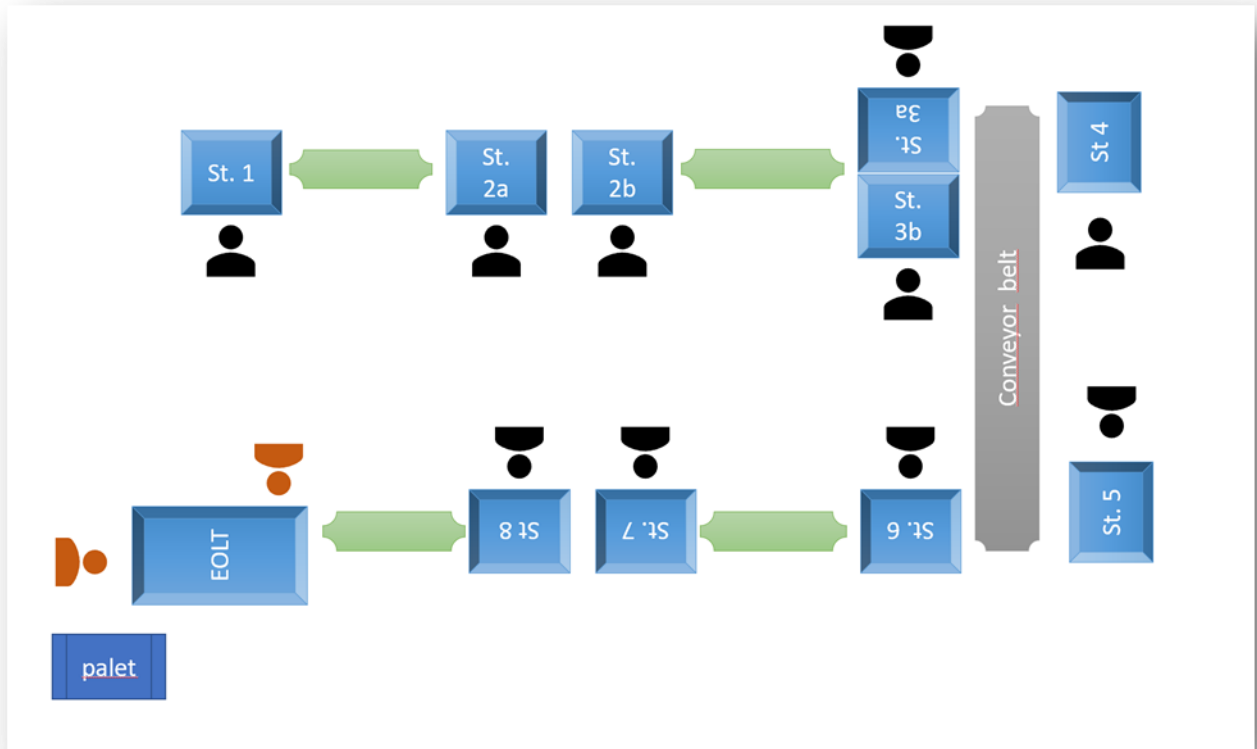 St. 1
St.
2a
St.
2b
St.
3a
St.
3b
St 4
Conveyor belt
EOLT
St 8
St. 7
St. 6
St. 5
palet